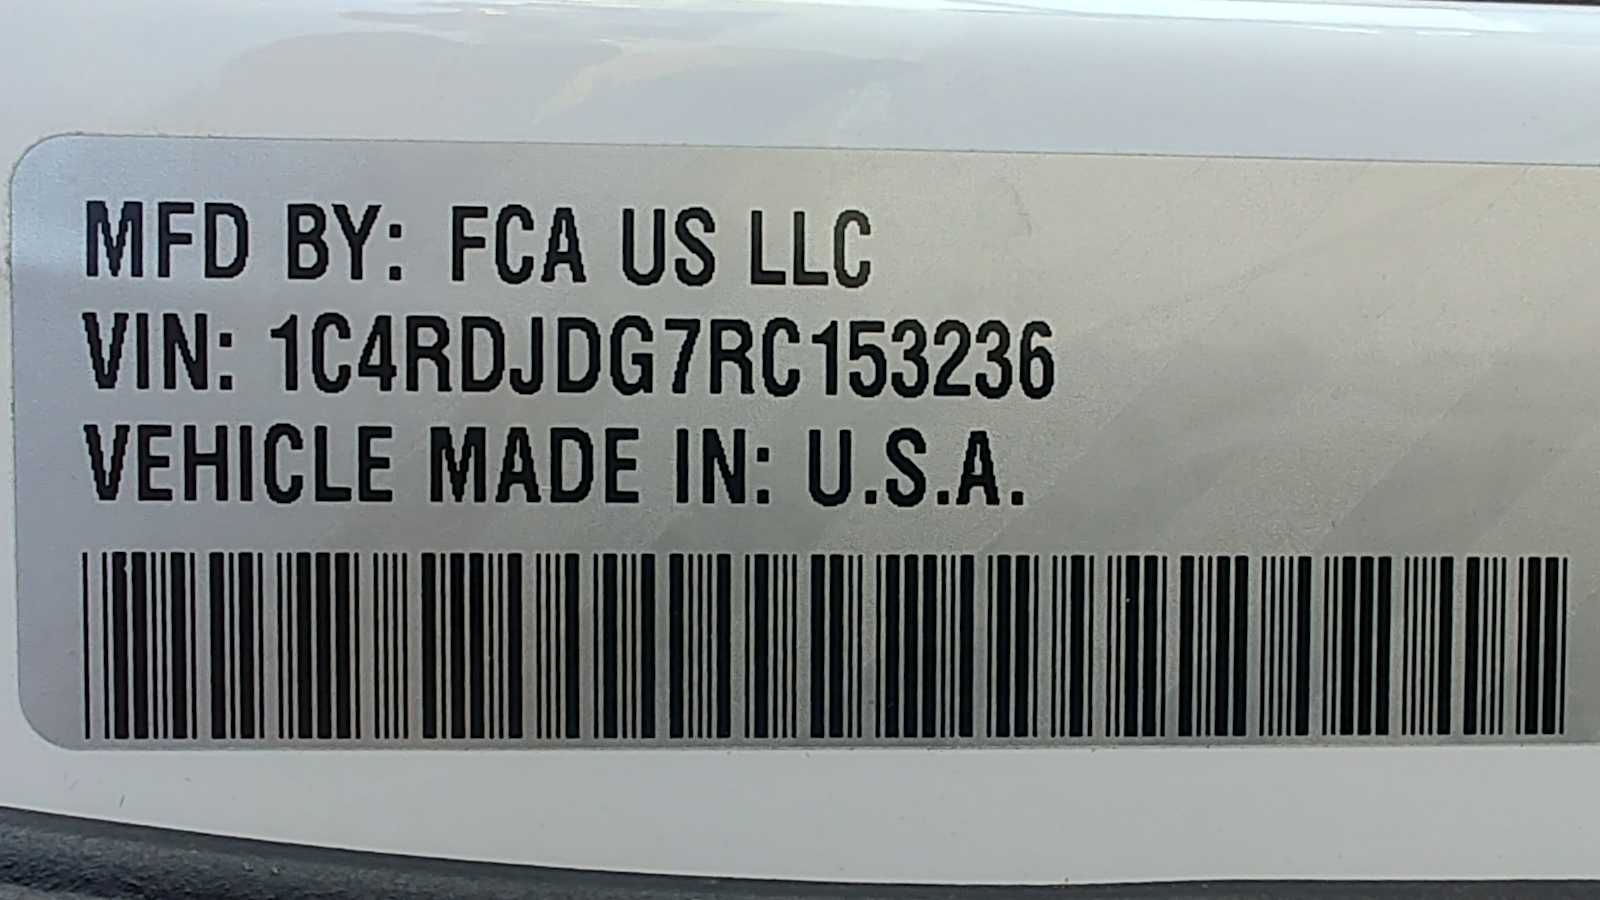 MFD BY: FCA US LLC
VIN: 1C4RDJDG7RC153236
VEHICLE MADE IN: U.S.A.